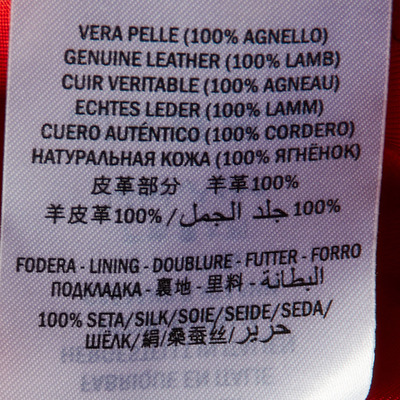 VERA PELLE (100% AGNELLO)
GENUINE LEATHER (100% LAMB)
CUIR VERITABLE (100% AGNEAU)
ECHTES LEDER (100% LAMM)
CUERO AUTÉNTICO (100% CORDERO)
НАТУРАЛЬНАЯ КОЖА (100% ЯГНЁНОК)
皮革部分 羊革100%
羊皮革100% / جلد الجمل 100%
FODERA - LINING - DOUBLURE - FUTTER - FORRO
ПОДКЛАДКА - 裏地 - 里料 - البطانة
100% SETA/SILK/SOIE/SEIDE/SEDA/
ШЁЛК/絹/桑蚕丝/حرير